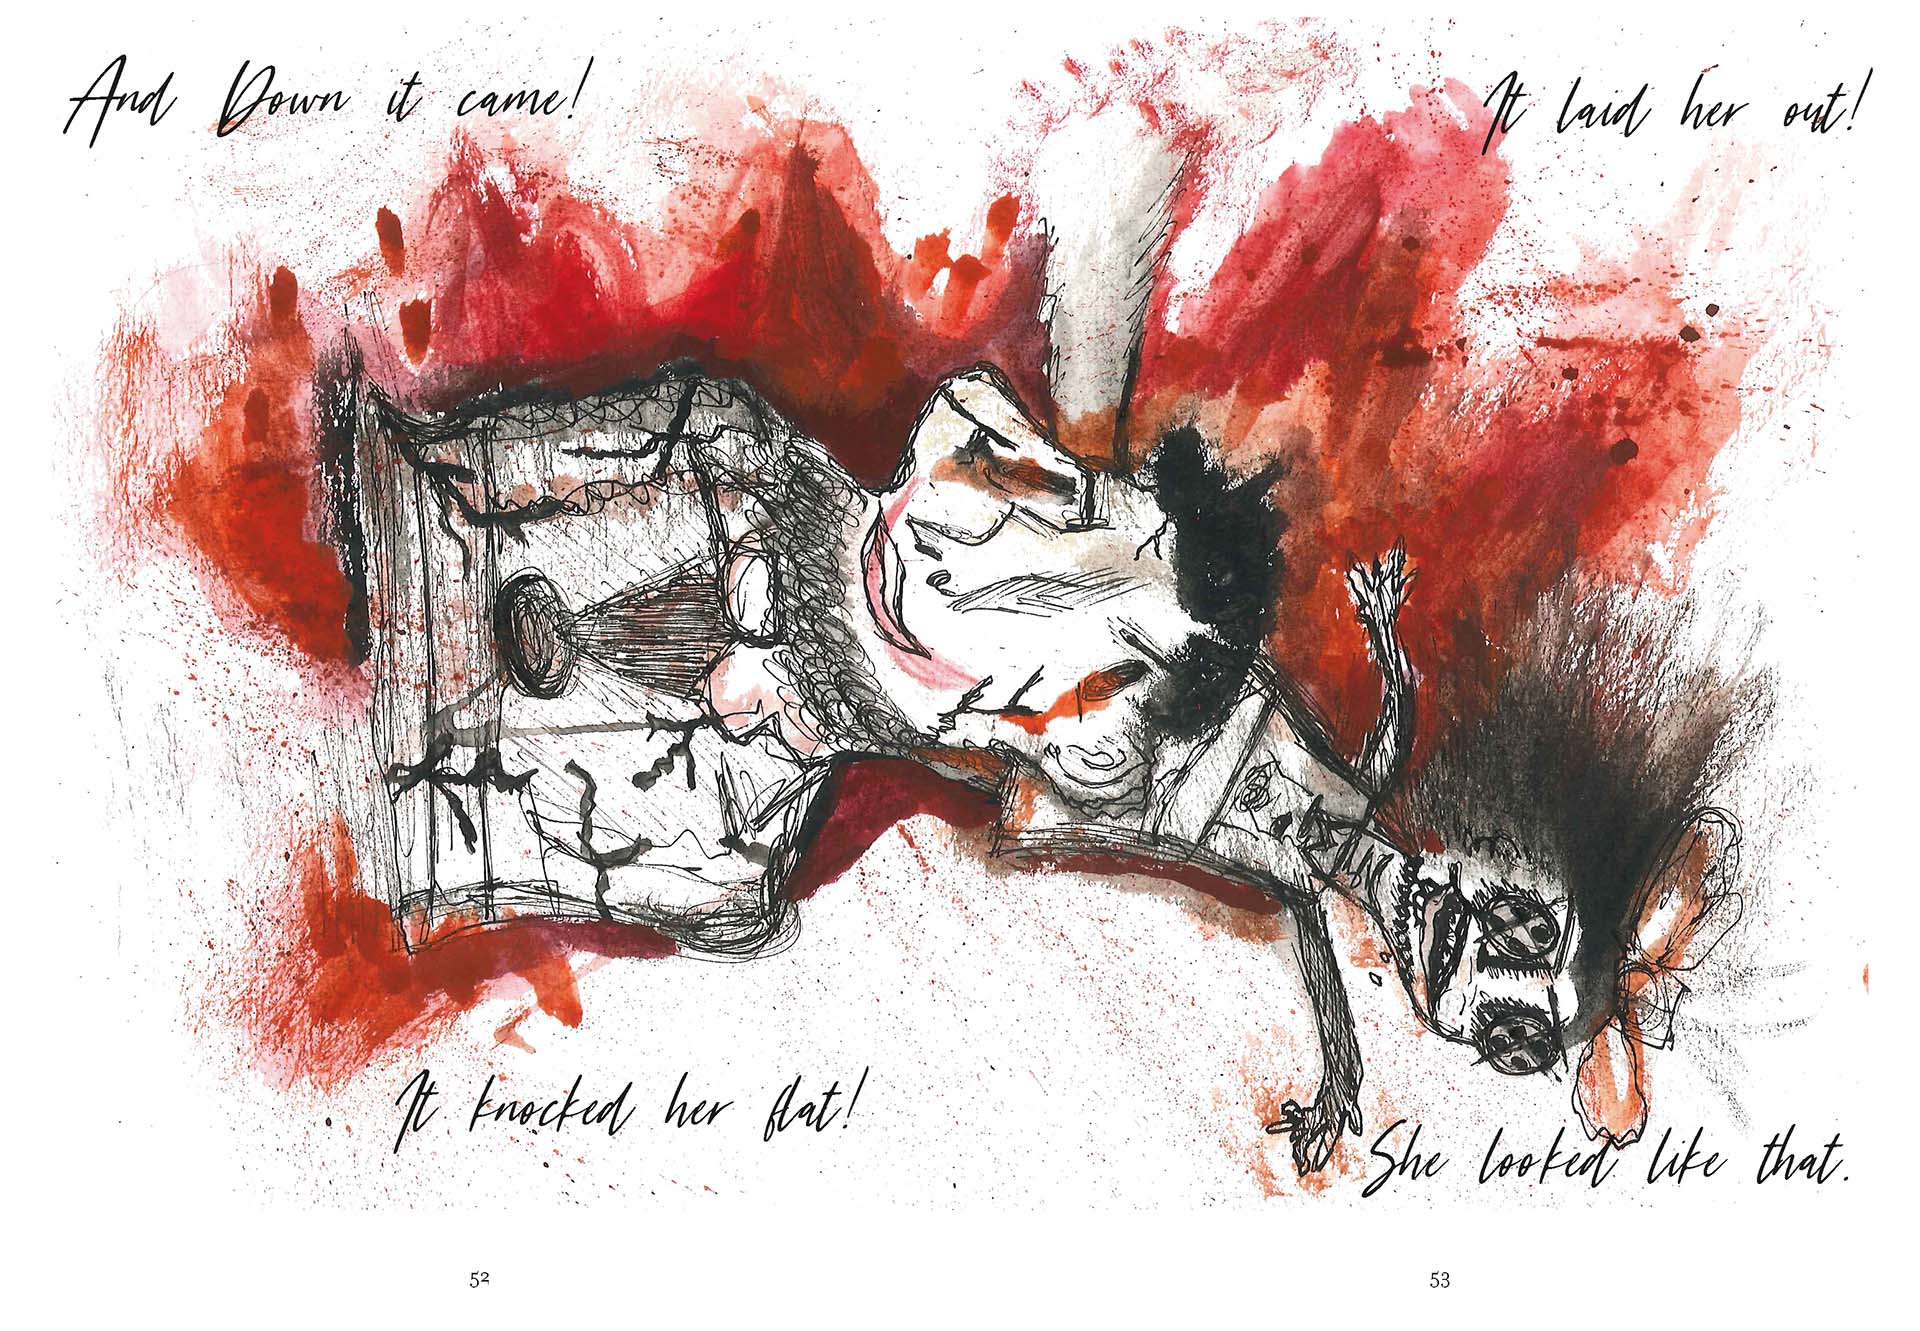 And Down it came!
It laid her out!
It knocked her flat!
She looked like that.
52
53